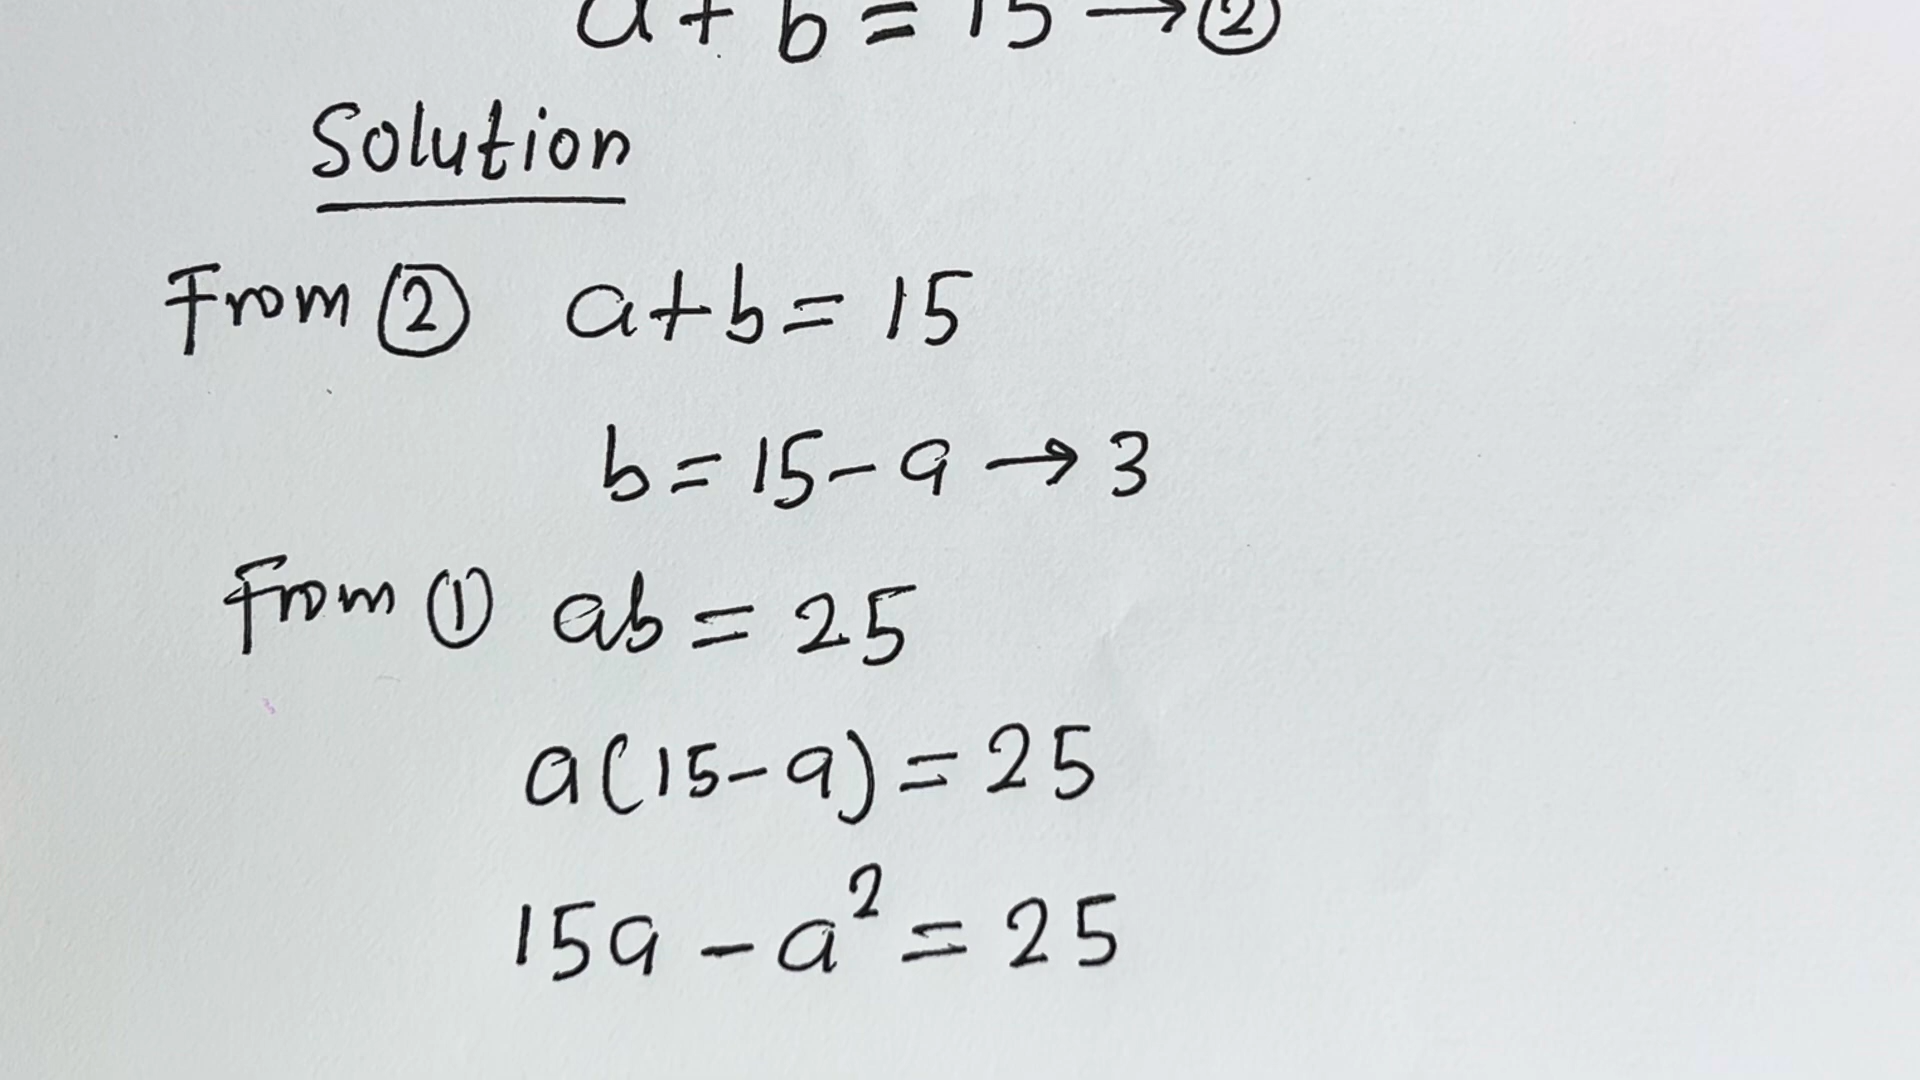 a + b = 15 → ②
Solution
From ② a+b = 15
b = 15 - a → 3
From ① ab = 25
a(15-a) = 25
15a - a² = 25